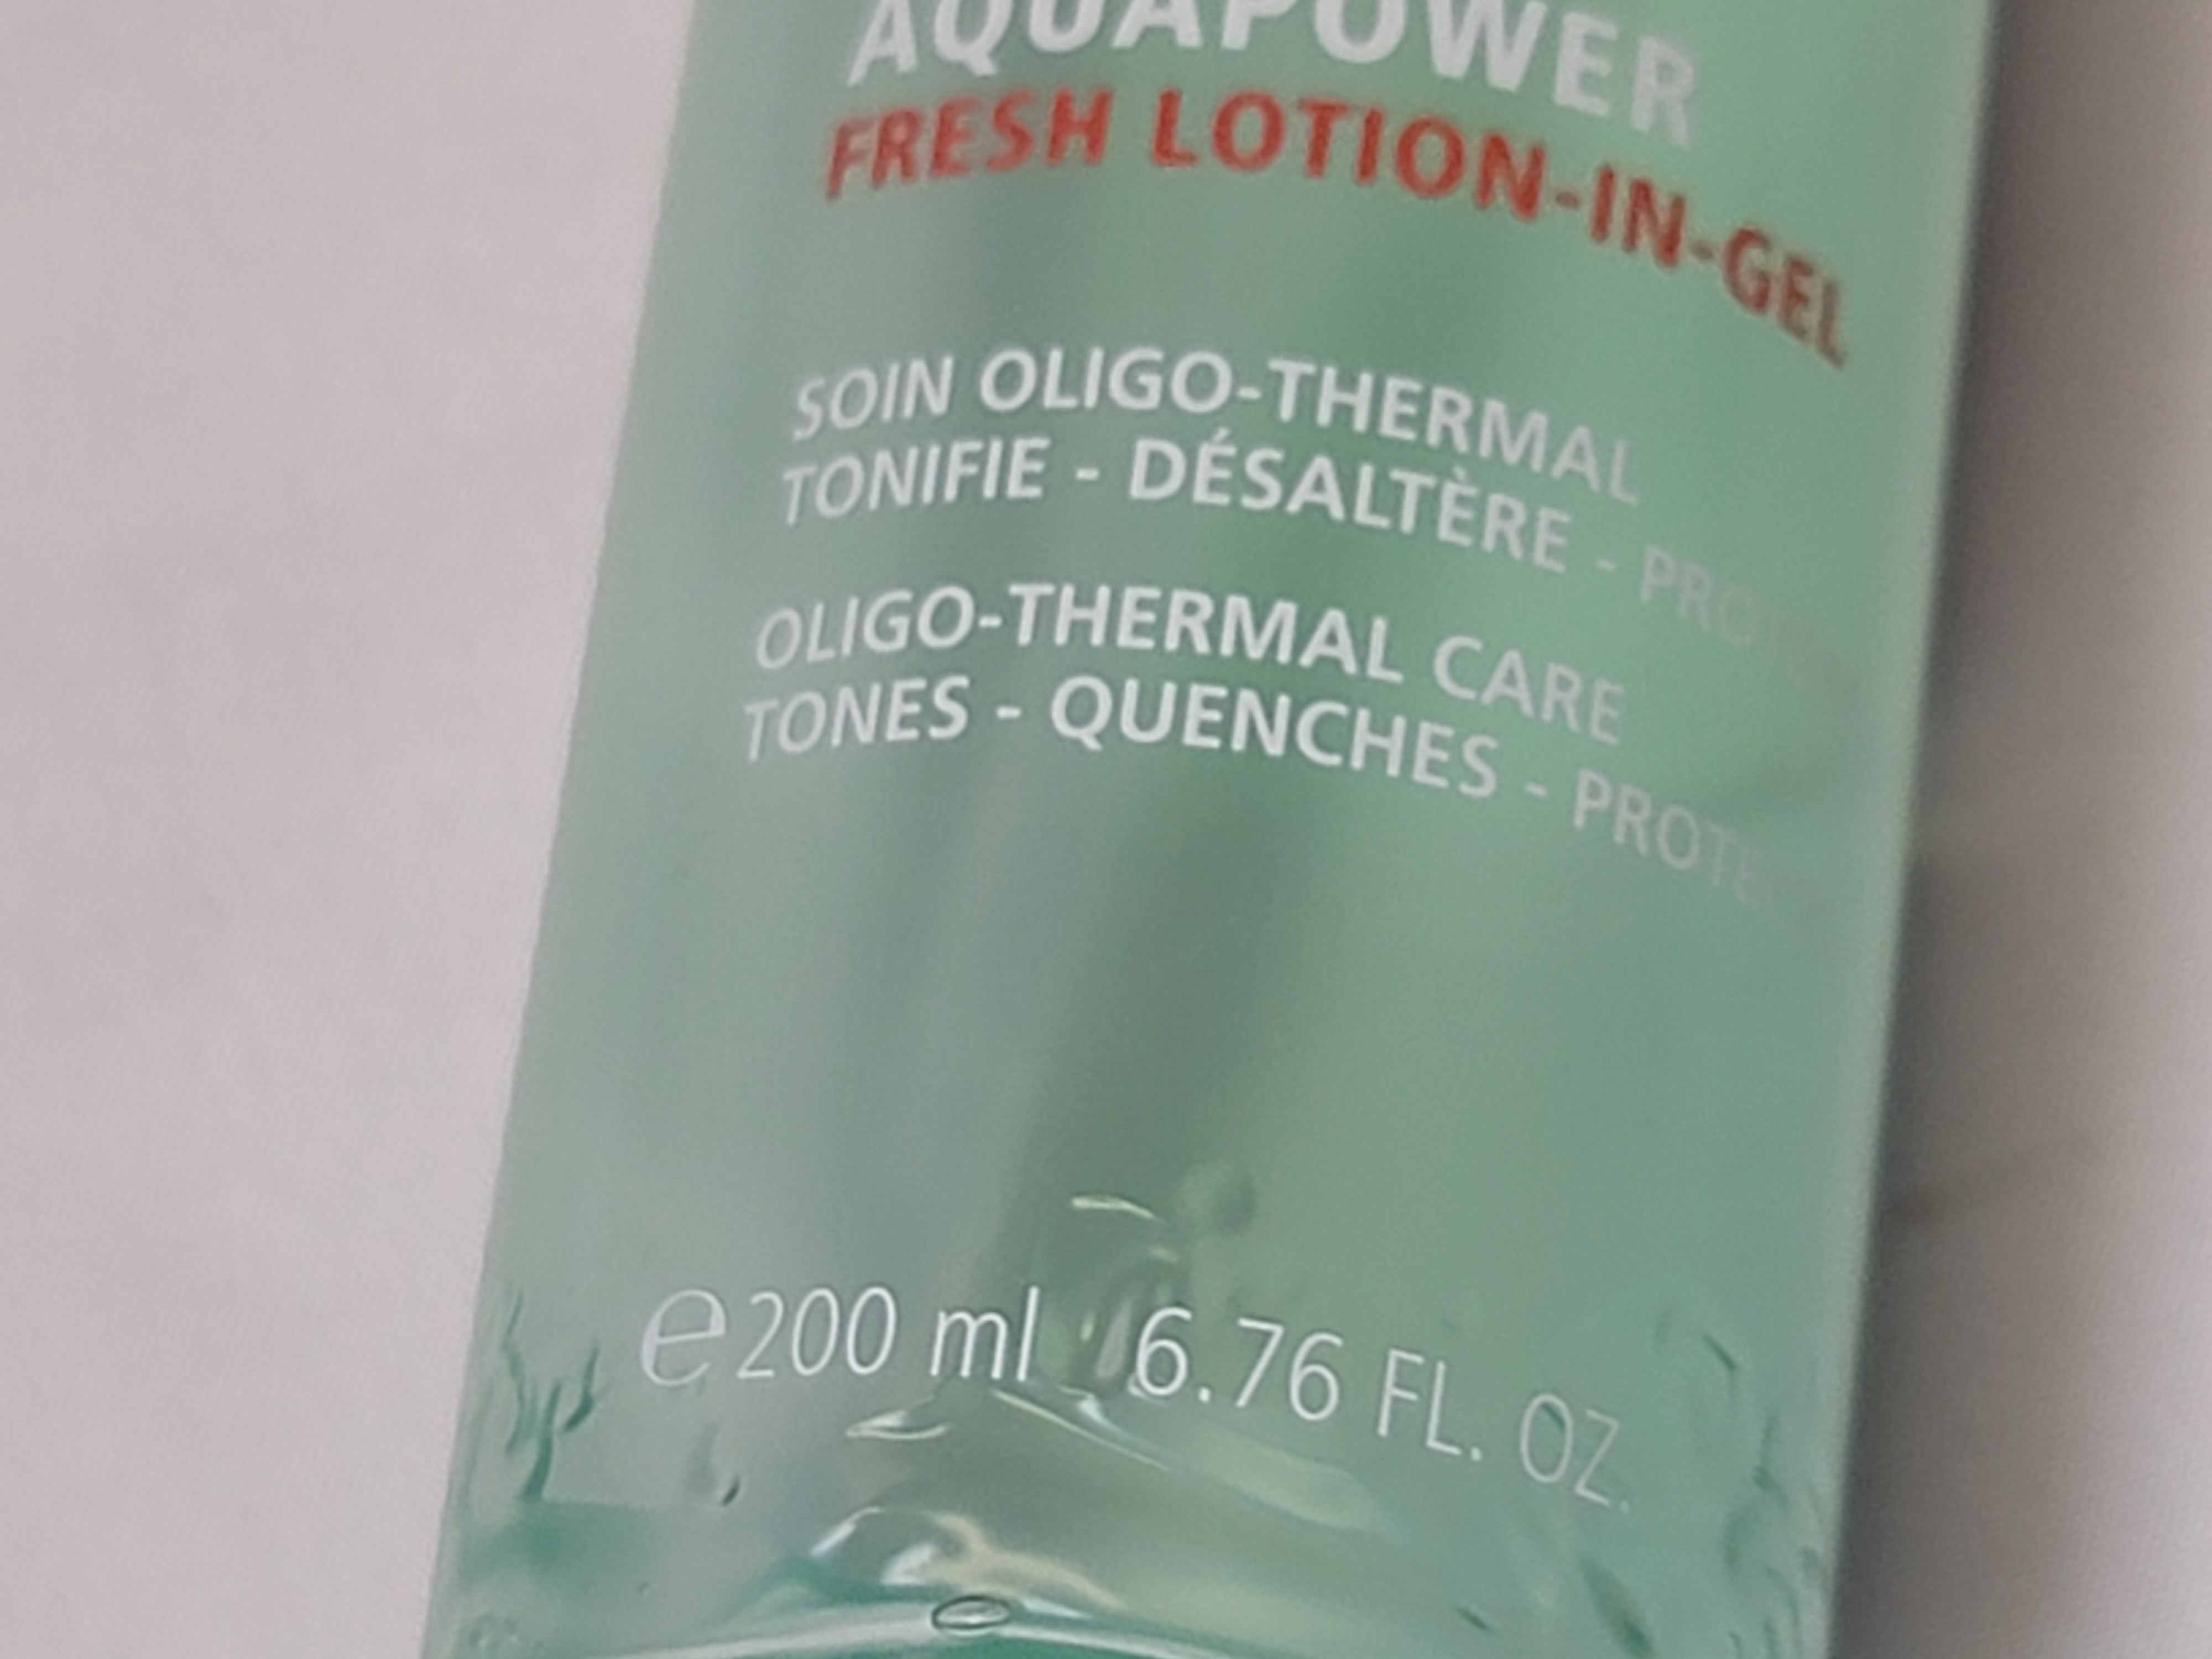 AQUAPOWER
FRESH LOTION-IN-GEL
SOIN OLIGO-THERMAL
TONIFIE - DÉSALTÈRE -
OLIGO-THERMAL CARE
TONES - QUENCHES -
e 200 ml 6.76 FL. OZ.